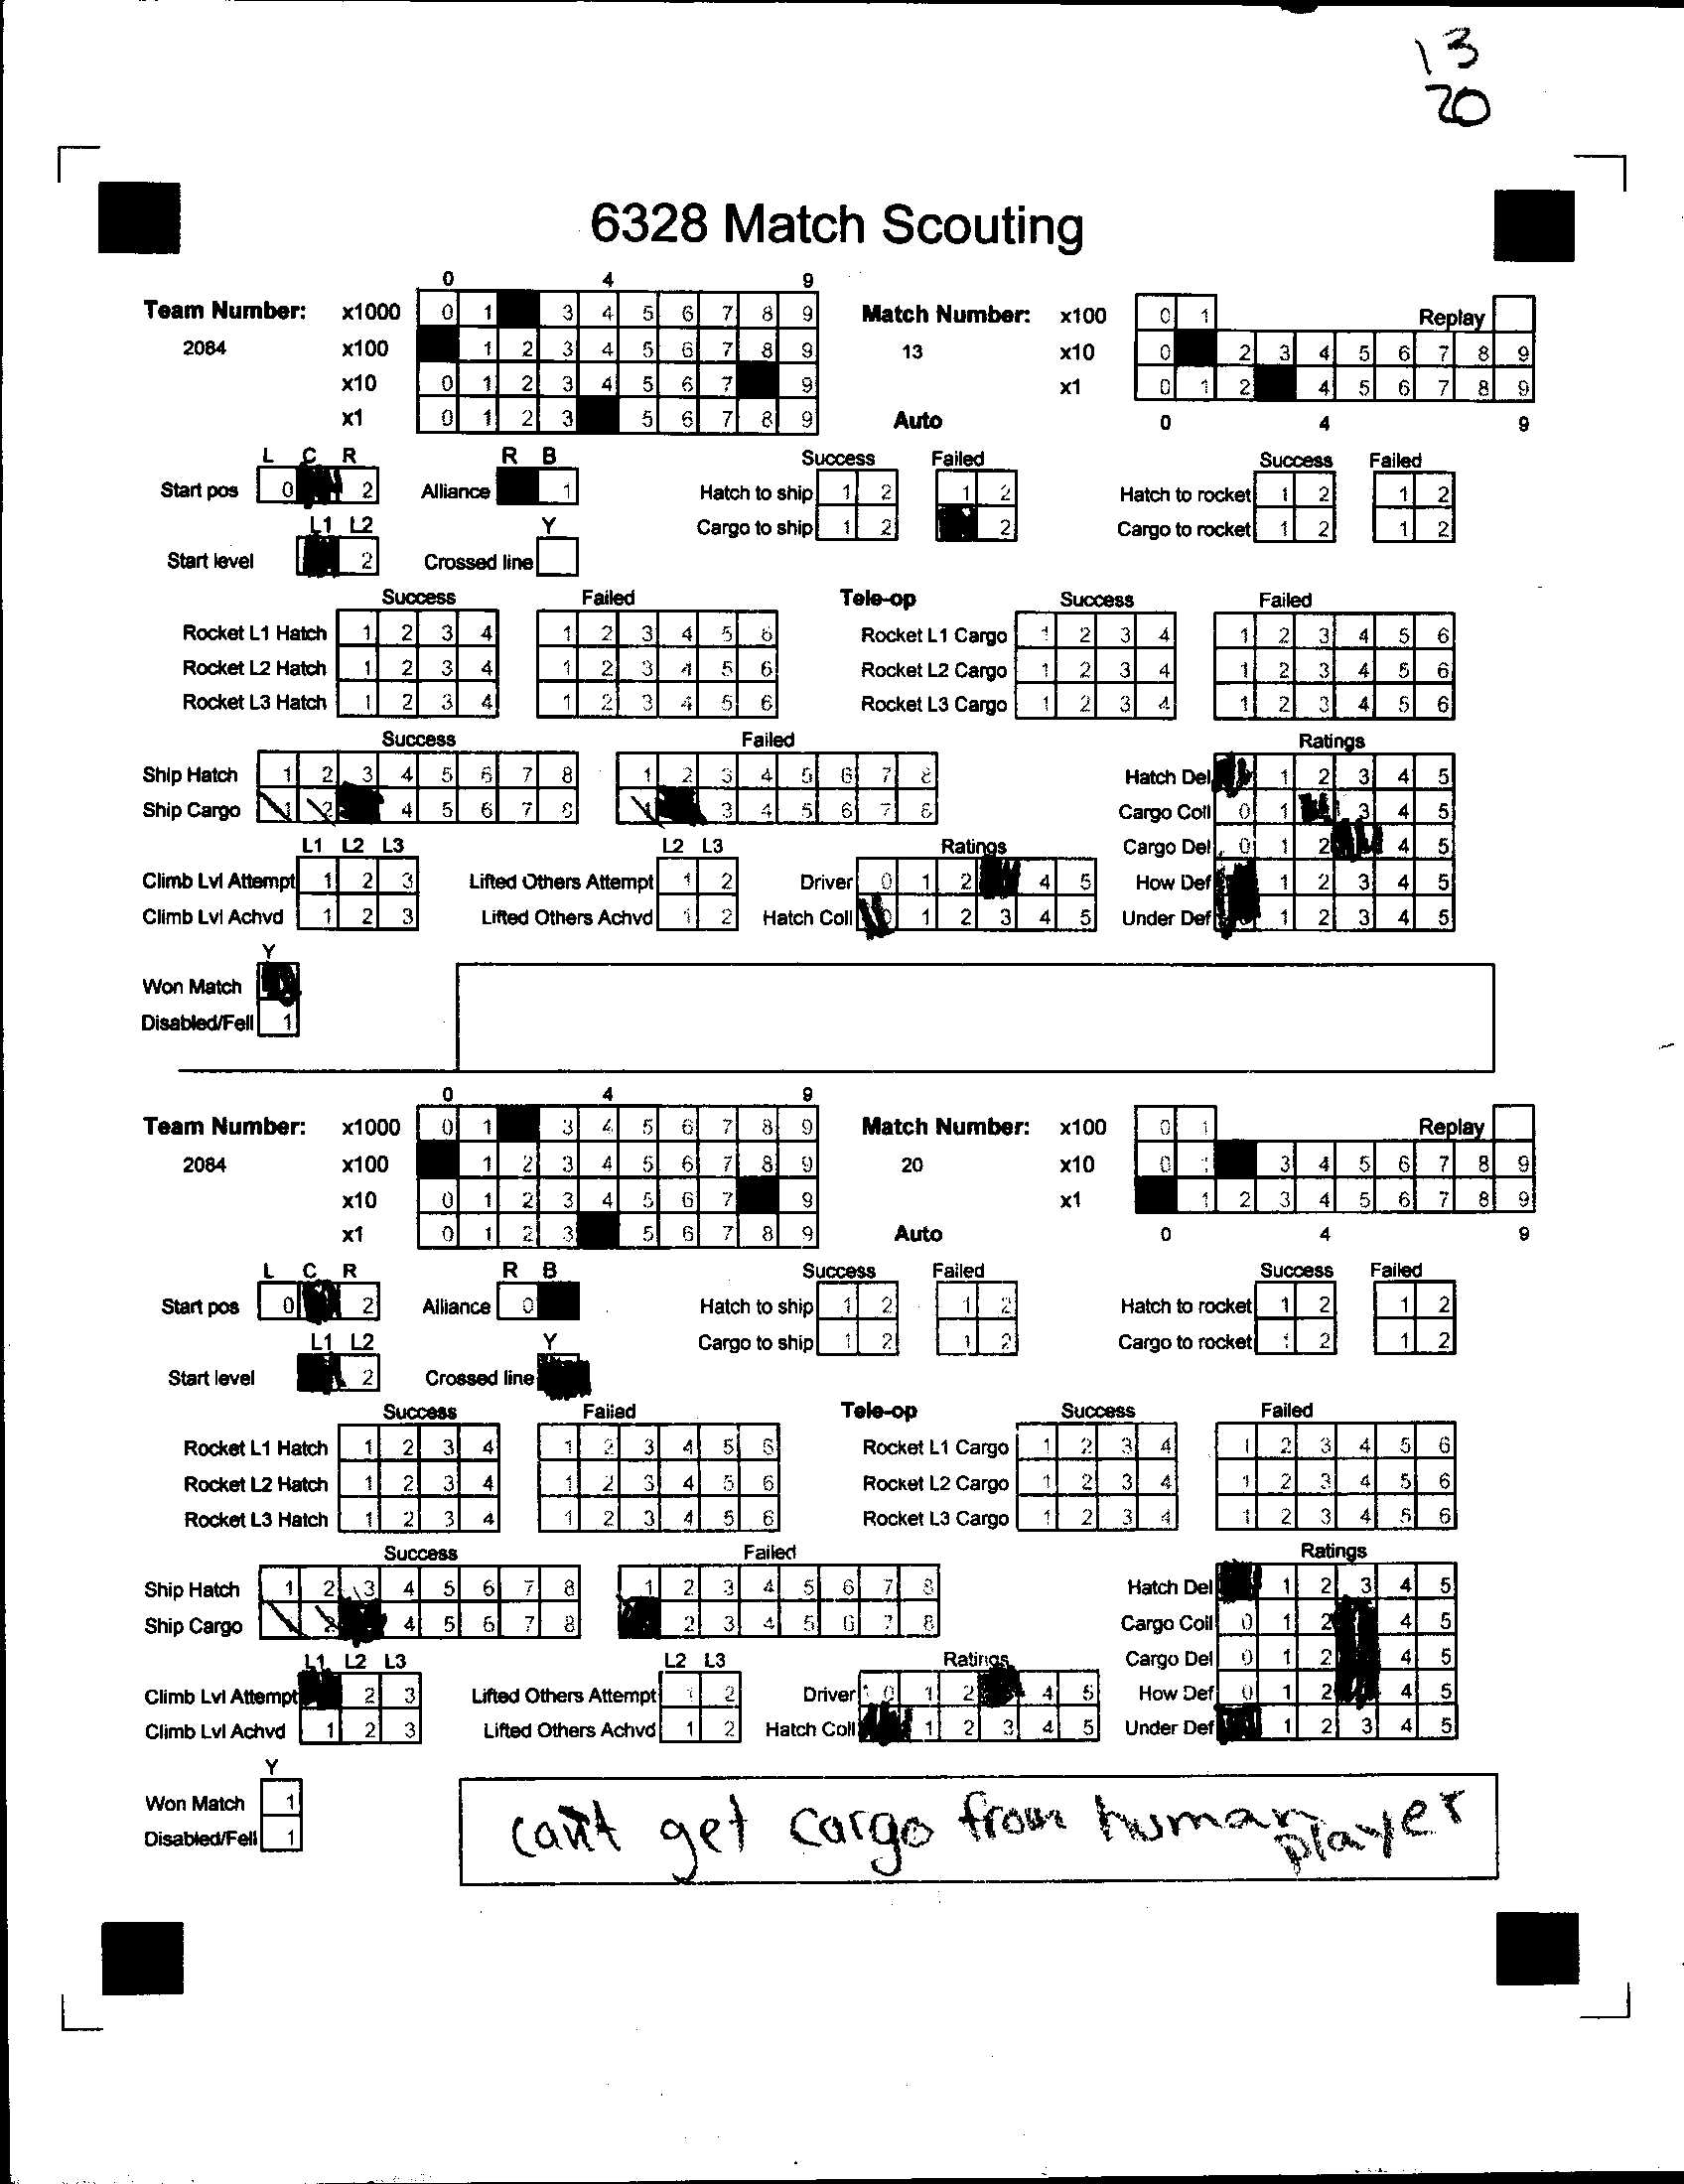 13
20
6328 Match Scouting
0 4 9
Team Number: x1000 0 1 3 4 5 6 7 8 9 Match Number: x100 0 1 Replay
2084 x100 1 2 3 4 5 6 7 8 9 13 x10 0 2 3 4 5 6 7 8 9
x10 0 1 2 3 4 5 6 7 9 x1 0 1 2 4 5 6 7 8 9
x1 0 1 2 3 5 6 7 8 9 Auto 0 4 9
L C R R B Success Failed Success Failed
Start pos 0 2 Alliance 1 Hatch to ship 1 2 1 2 Hatch to rocket 1 2 1 2
L1 L2 Y Cargo to ship 1 2 2 Cargo to rocket 1 2 1 2
Start level 2 Crossed line
Success Failed Tele-op Success Failed
Rocket L1 Hatch 1 2 3 4 1 2 3 4 5 6 Rocket L1 Cargo 1 2 3 4 1 2 3 4 5 6
Rocket L2 Hatch 1 2 3 4 1 2 3 4 5 6 Rocket L2 Cargo 1 2 3 4 1 2 3 4 5 6
Rocket L3 Hatch 1 2 3 4 1 2 3 4 5 6 Rocket L3 Cargo 1 2 3 4 1 2 3 4 5 6
Success Failed Ratings
Ship Hatch 1 2 3 4 5 6 7 8 1 2 3 4 5 6 7 8 Hatch Del 1 2 3 4 5
Ship Cargo 1 2 4 5 6 7 8 1 3 4 5 6 7 8 Cargo Coll 0 1 3 4 5
L1 L2 L3 L2 L3 Ratings Cargo Del 0 1 2 4 5
Climb Lvl Attempt 1 2 3 Lifted Others Attempt 1 2 Driver 0 1 2 4 5 How Def 1 2 3 4 5
Climb Lvl Achvd 1 2 3 Lifted Others Achvd 1 2 Hatch Coll 0 1 2 3 4 5 Under Def 1 2 3 4 5
Y
Won Match
Disabled/Fell 1
0 4 9
Team Number: x1000 0 1 3 4 5 6 7 8 9 Match Number: x100 0 1 Replay
2084 x100 1 2 3 4 5 6 7 8 9 20 x10 0 1 3 4 5 6 7 8 9
x10 0 1 2 3 4 5 6 7 9 x1 1 2 3 4 5 6 7 8 9
x1 0 1 2 3 5 6 7 8 9 Auto 0 4 9
L C R R B Success Failed Success Failed
Start pos 0 2 Alliance 0 Hatch to ship 1 2 1 2 Hatch to rocket 1 2 1 2
L1 L2 Y Cargo to ship 1 2 1 2 Cargo to rocket 1 2 1 2
Start level 2 Crossed line
Success Failed Tele-op Success Failed
Rocket L1 Hatch 1 2 3 4 1 2 3 4 5 6 Rocket L1 Cargo 1 2 3 4 1 2 3 4 5 6
Rocket L2 Hatch 1 2 3 4 1 2 3 4 5 6 Rocket L2 Cargo 1 2 3 4 1 2 3 4 5 6
Rocket L3 Hatch 1 2 3 4 1 2 3 4 5 6 Rocket L3 Cargo 1 2 3 4 1 2 3 4 5 6
Success Failed Ratings
Ship Hatch 1 2 3 4 5 6 7 8 1 2 3 4 5 6 7 8 Hatch Del 1 2 3 4 5
Ship Cargo 2 4 5 6 7 8 2 3 4 5 6 7 8 Cargo Coll 0 1 2 4 5
L1 L2 L3 L2 L3 Ratings Cargo Del 0 1 2 4 5
Climb Lvl Attempt 2 3 Lifted Others Attempt 1 2 Driver 0 1 2 4 5 How Def 0 1 2 4 5
Climb Lvl Achvd 1 2 3 Lifted Others Achvd 1 2 Hatch Coll 1 2 3 4 5 Under Def 1 2 3 4 5
Y
Won Match 1
Disabled/Fell 1
can't get cargo from human player